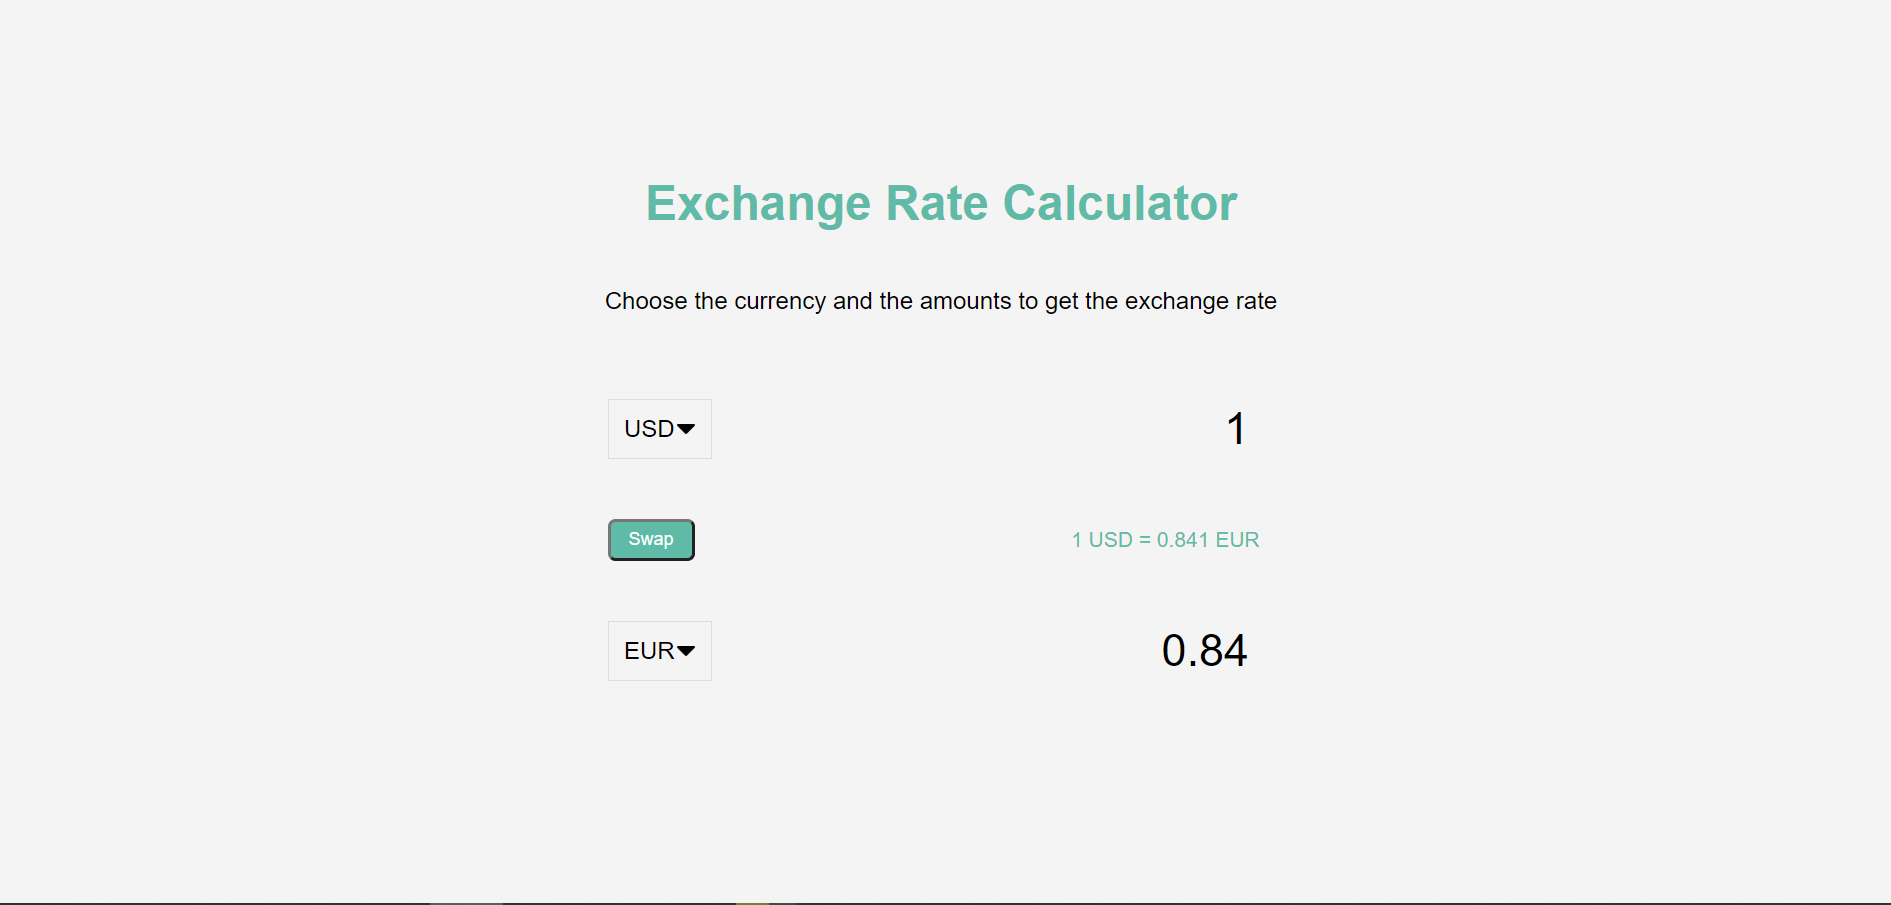 Exchange Rate Calculator
Choose the currency and the amounts to get the exchange rate
USD 1
Swap 1 USD = 0.841 EUR
EUR 0.84